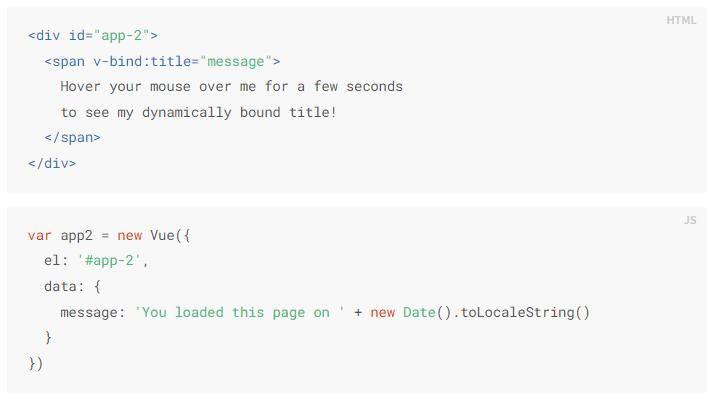 HTML
<div id="app-2">
  <span v-bind:title="message">
    Hover your mouse over me for a few seconds
    to see my dynamically bound title!
  </span>
</div>
JS
var app2 = new Vue({
  el: '#app-2',
  data: {
    message: 'You loaded this page on ' + new Date().toLocaleString()
  }
})